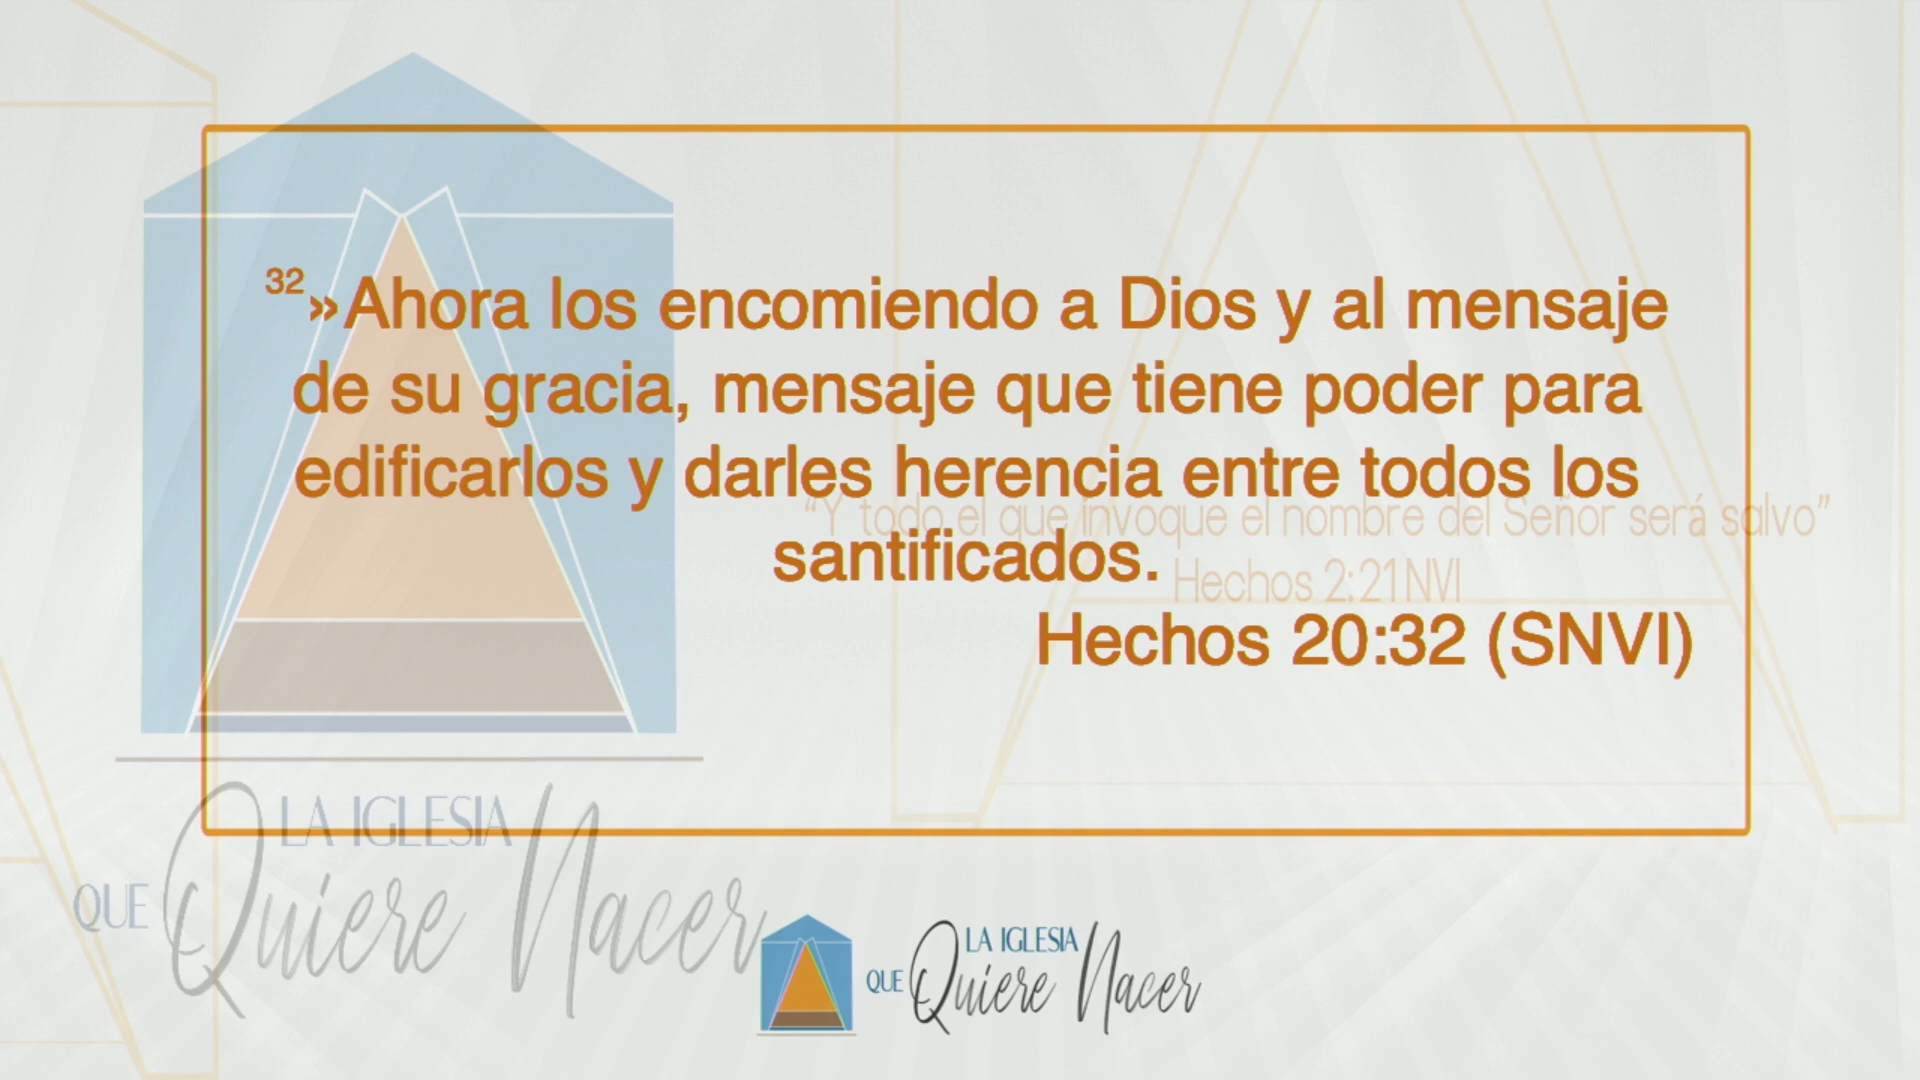 32 »Ahora los encomiendo a Dios y al mensaje
de su gracia, mensaje que tiene poder para
edificarlos y darles herencia entre todos los
santificados.
Hechos 20:32 (SNVI)
“Y todo el que invoque el nombre del Señor será salvo”
Hechos 2:21 NVI
LA IGLESIA
QUE Quiere Nacer
LA IGLESIA
QUE Quiere Nacer